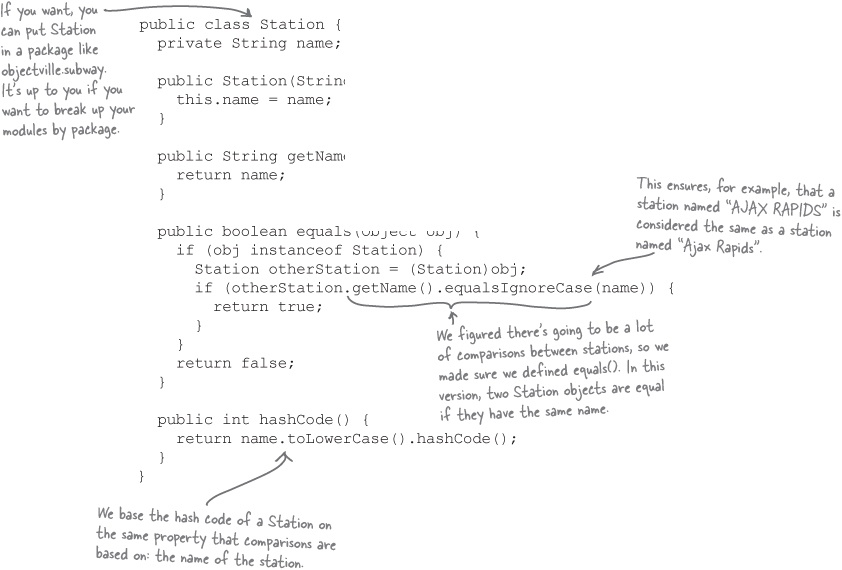 If you want, you
can put Station
in a package like
objectville.subway.
It's up to you if you
want to break up your
modules by package.
public class Station {
private String name;
public Station(Strin
this.name = name;
}
public String getNam
return name;
}
public boolean equals(Object obj) {
if (obj instanceof Station) {
Station otherStation = (Station)obj;
if (otherStation.getName().equalsIgnoreCase(name)) {
return true;
}
}
return false;
}
public int hashCode() {
return name.toLowerCase().hashCode();
}
}
This ensures, for example, that a
station named "AJAX RAPIDS" is
considered the same as a station
named "Ajax Rapids".
We figured there's going to be a lot
of comparisons between stations, so we
made sure we defined equals(). In this
version, two Station objects are equal
if they have the same name.
We base the hash code of a Station on
the same property that comparisons are
based on: the name of the station.